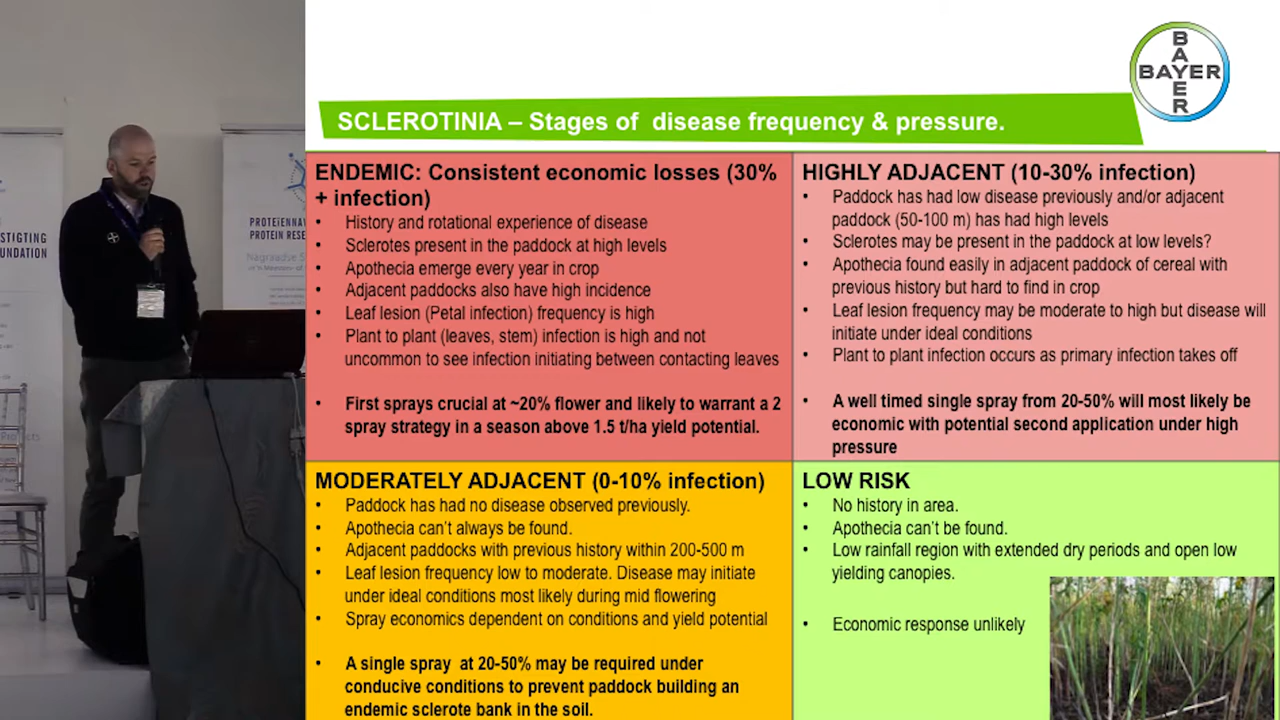 BAYER
BAYER
SCLEROTINIA – Stages of disease frequency & pressure.
ENDEMIC: Consistent economic losses (30%
+ infection)
• History and rotational experience of disease
• Sclerotes present in the paddock at high levels
• Apothecia emerge every year in crop
• Adjacent paddocks also have high incidence
• Leaf lesion (Petal infection) frequency is high
• Plant to plant (leaves, stem) infection is high and not
uncommon to see infection initiating between contacting leaves
• First sprays crucial at ~20% flower and likely to warrant a 2
spray strategy in a season above 1.5 t/ha yield potential.
HIGHLY ADJACENT (10-30% infection)
• Paddock has had low disease previously and/or adjacent
paddock (50-100 m) has had high levels
• Sclerotes may be present in the paddock at low levels?
• Apothecia found easily in adjacent paddock of cereal with
previous history but hard to find in crop
• Leaf lesion frequency may be moderate to high but disease will
initiate under ideal conditions
• Plant to plant infection occurs as primary infection takes off
• A well timed single spray from 20-50% will most likely be
economic with potential second application under high
pressure
MODERATELY ADJACENT (0-10% infection)
• Paddock has had no disease observed previously.
• Apothecia can't always be found.
• Adjacent paddocks with previous history within 200-500 m
• Leaf lesion frequency low to moderate. Disease may initiate
under ideal conditions most likely during mid flowering
• Spray economics dependent on conditions and yield potential
• A single spray at 20-50% may be required under
conducive conditions to prevent paddock building an
endemic sclerote bank in the soil.
LOW RISK
• No history in area.
• Apothecia can't be found.
• Low rainfall region with extended dry periods and open low
yielding canopies.
• Economic response unlikely
STIGTING
UNDATION
PROTEÏENNAV
PROTEIN RESE